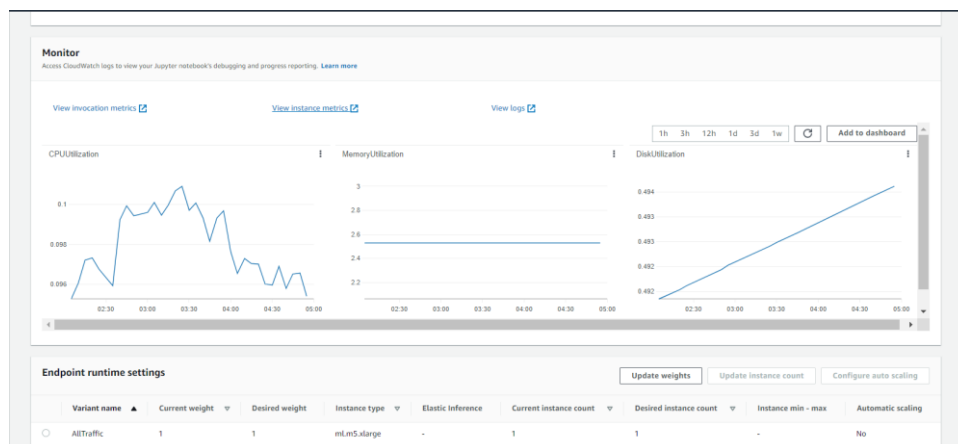 Monitor
Access CloudWatch logs to view your Jupyter notebook's debugging and progress reporting. Learn more
View invocation metrics
View instance metrics
View logs
1h 3h 12h 1d 3d 1w
Add to dashboard
CPUUtilization
0.1
0.098
0.096
02:30 03:00 03:30 04:00 04:30 05:00
MemoryUtilization
3
2.8
2.6
2.4
2.2
02:30 03:00 03:30 04:00 04:30 05:00
DiskUtilization
0.494
0.493
0.493
0.492
0.492
02:30 03:00 03:30 04:00 04:30 05:00
Endpoint runtime settings
Update weights
Update instance count
Configure auto scaling
Variant name Current weight Desired weight Instance type Elastic Inference Current instance count Desired instance count Instance min - max Automatic scaling
AllTraffic 1 1 ml.m5.xlarge - 1 1 - No